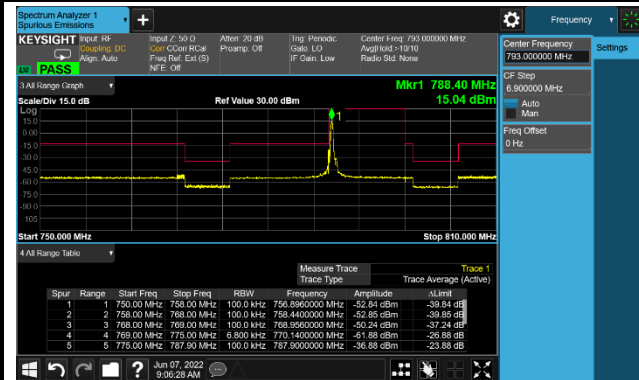 Spectrum Analyzer 1
Spurious Emissions
Frequency
KEYSIGHT Input: RF Input Z: 50 Ω Atten: 20 dB Trig: Periodic Center Freq: 793.000000 MHz
Coupling: DC Corr CCorr RCal Preamp: Off Gate: LO Avg|Hold:>10/10
Align: Auto Freq Ref: Ext (S) IF Gain: Low Radio Std: None
NFE: Off
LXI PASS
Center Frequency
793.000000 MHz
Settings
CF Step
6.900000 MHz
Auto
Man
Freq Offset
0 Hz
3 All Range Graph
Mkr1 788.40 MHz
Scale/Div 15.0 dB Ref Value 30.00 dBm 15.04 dBm
Log
1
15.0
0.00
-15.0
-30.0
-45.0
-60.0
-75.0
-90.0
-105
Start 750.000 MHz Stop 810.000 MHz
4 All Range Table
Measure Trace Trace 1
Trace Type Trace Average (Active)
Spur Range Start Freq Stop Freq RBW Frequency Amplitude ΔLimit
1 1 750.00 MHz 758.00 MHz 100.0 kHz 756.8960000 MHz -52.84 dBm -39.84 dB
2 2 758.00 MHz 768.00 MHz 100.0 kHz 758.4400000 MHz -52.85 dBm -39.85 dB
3 3 768.00 MHz 769.00 MHz 100.0 kHz 768.9560000 MHz -50.24 dBm -37.24 dB
4 4 769.00 MHz 775.00 MHz 6.800 kHz 770.1400000 MHz -61.88 dBm -26.88 dB
5 5 775.00 MHz 787.90 MHz 100.0 kHz 787.9000000 MHz -36.88 dBm -23.88 dB
Jun 07, 2022
9:06:28 AM